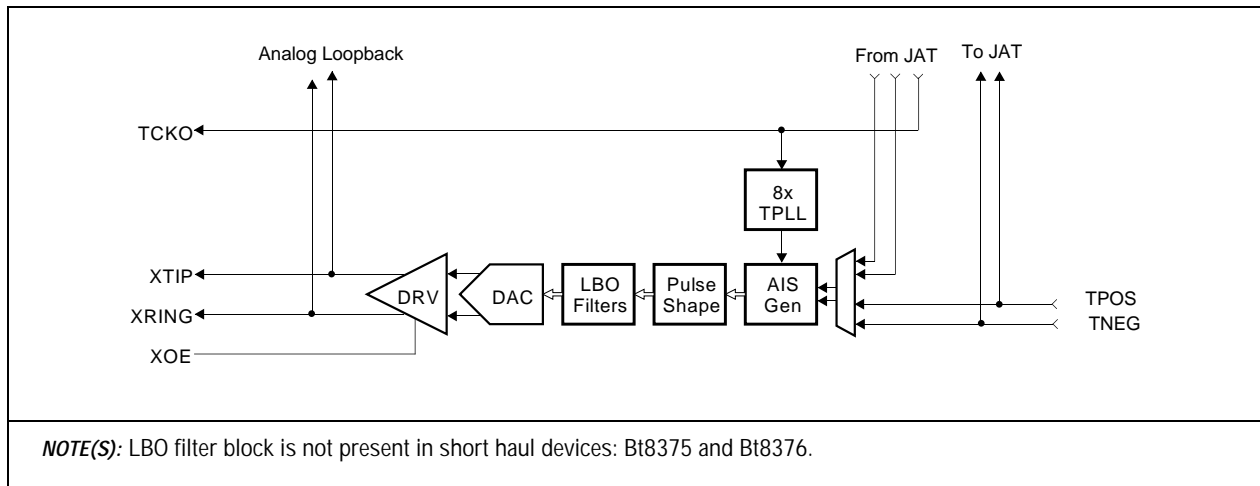 Analog Loopback
From JAT
To JAT
TCKO
8x
TPLL
XTIP
XRING
XOE
DRV
DAC
LBO
Filters
Pulse
Shape
AIS
Gen
TPOS
TNEG
NOTE(S): LBO filter block is not present in short haul devices: Bt8375 and Bt8376.